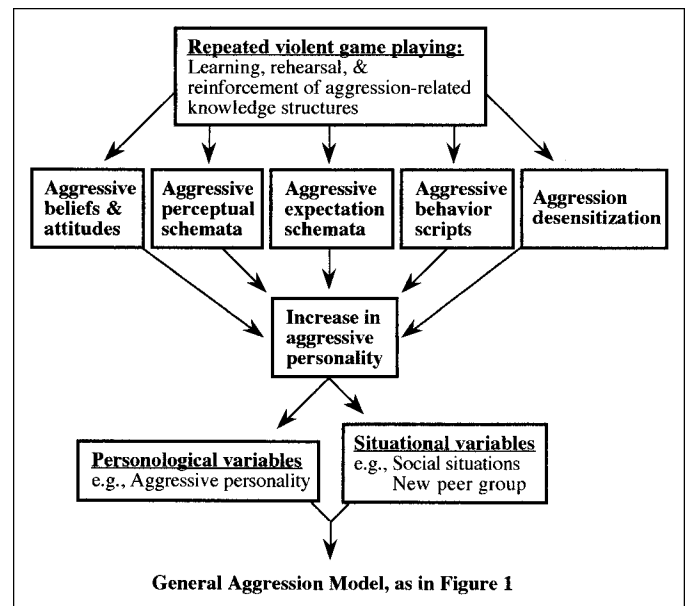 Repeated violent game playing:
Learning, rehearsal, &
reinforcement of aggression-related
knowledge structures
Aggressive
beliefs &
attitudes
Aggressive
perceptual
schemata
Aggressive
expectation
schemata
Aggressive
behavior
scripts
Aggression
desensitization
Increase in
aggressive
personality
Personological variables
e.g., Aggressive personality
Situational variables
e.g., Social situations
New peer group
General Aggression Model, as in Figure 1